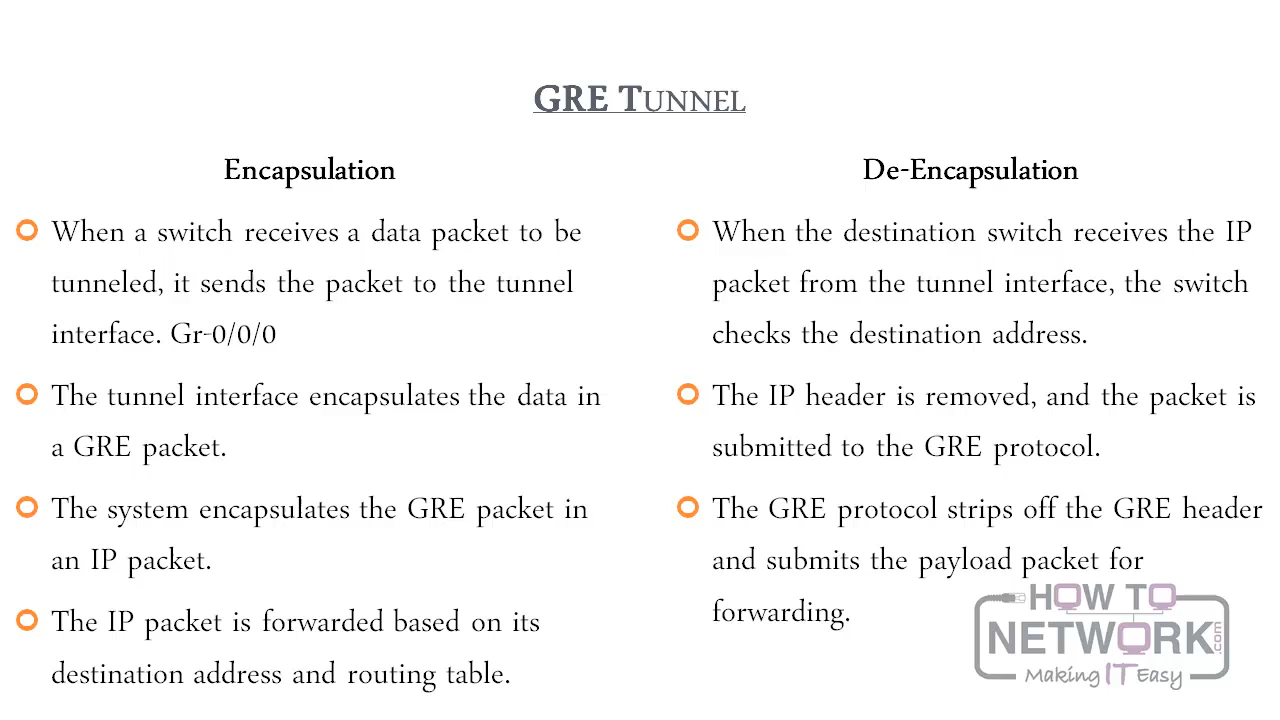 GRE TUNNEL
Encapsulation
When a switch receives a data packet to be
tunneled, it sends the packet to the tunnel
interface. Gr-0/0/0
The tunnel interface encapsulates the data in
a GRE packet.
The system encapsulates the GRE packet in
an IP packet.
The IP packet is forwarded based on its
destination address and routing table.
De-Encapsulation
When the destination switch receives the IP
packet from the tunnel interface, the switch
checks the destination address.
The IP header is removed, and the packet is
submitted to the GRE protocol.
The GRE protocol strips off the GRE header
and submits the payload packet for
forwarding.
HOW TO
NETWORK.com
Making IT Easy